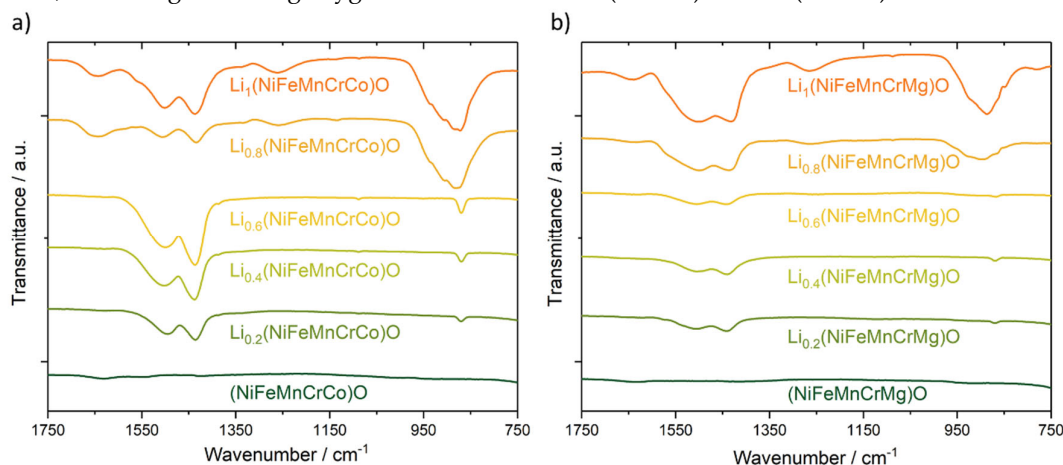 a)
Transmittance / a.u.
Li1(NiFeMnCrCo)O
Li0.8(NiFeMnCrCo)O
Li0.6(NiFeMnCrCo)O
Li0.4(NiFeMnCrCo)O
Li0.2(NiFeMnCrCo)O
(NiFeMnCrCo)O
1750 1550 1350 1150 950 750
Wavenumber / cm-1
b)
Transmittance / a.u.
Li1(NiFeMnCrMg)O
Li0.8(NiFeMnCrMg)O
Li0.6(NiFeMnCrMg)O
Li0.4(NiFeMnCrMg)O
Li0.2(NiFeMnCrMg)O
(NiFeMnCrMg)O
1750 1550 1350 1150 950 750
Wavenumber / cm-1